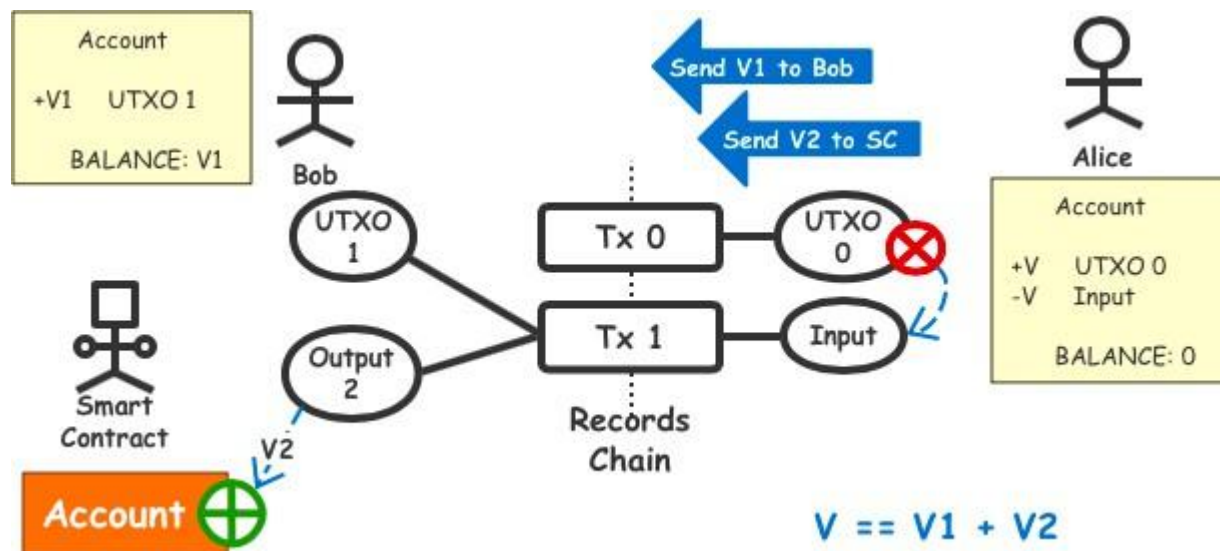 Account
+V1 UTXO 1
BALANCE: V1
Bob
Send V1 to Bob
Send V2 to SC
Alice
Account
+V UTXO 0
-V Input
BALANCE: 0
UTXO
1
Tx 0
UTXO
0
Output
2
Tx 1
Input
Smart
Contract
V2
Records
Chain
Account
V == V1 + V2